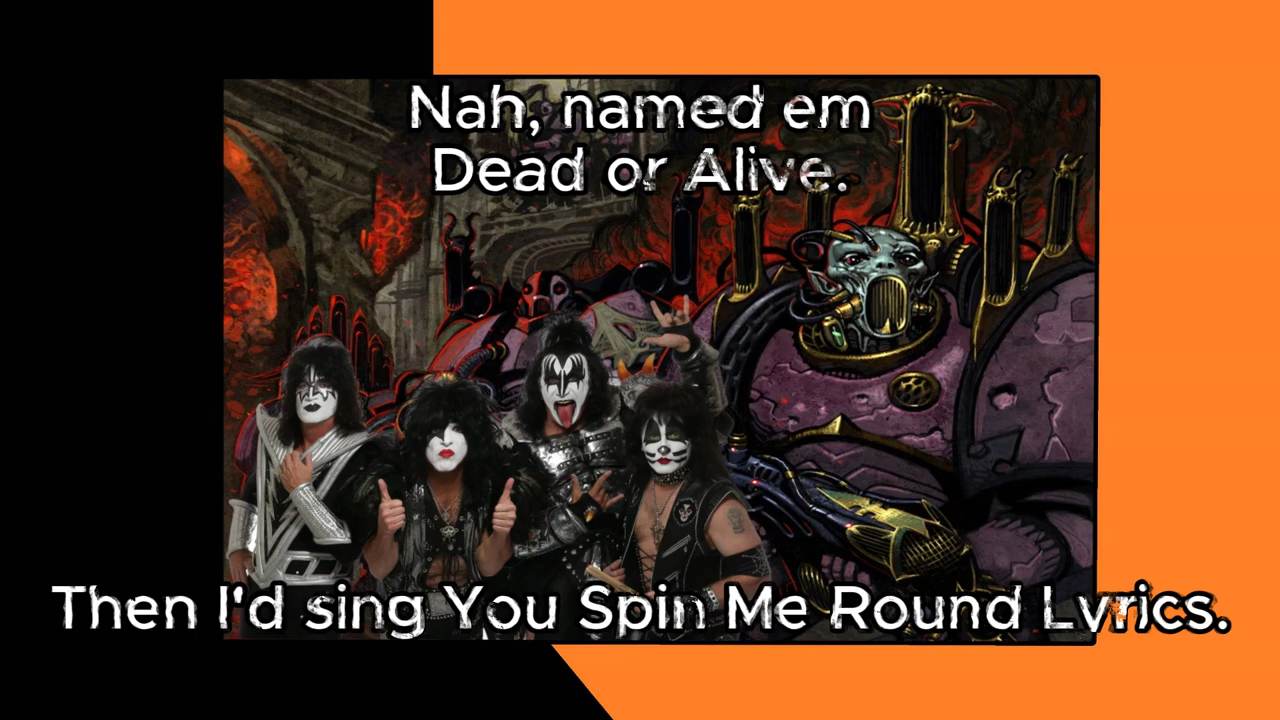 Nah, named em
Dead or Alive.
Then I'd sing You Spin Me Round Lyrics.